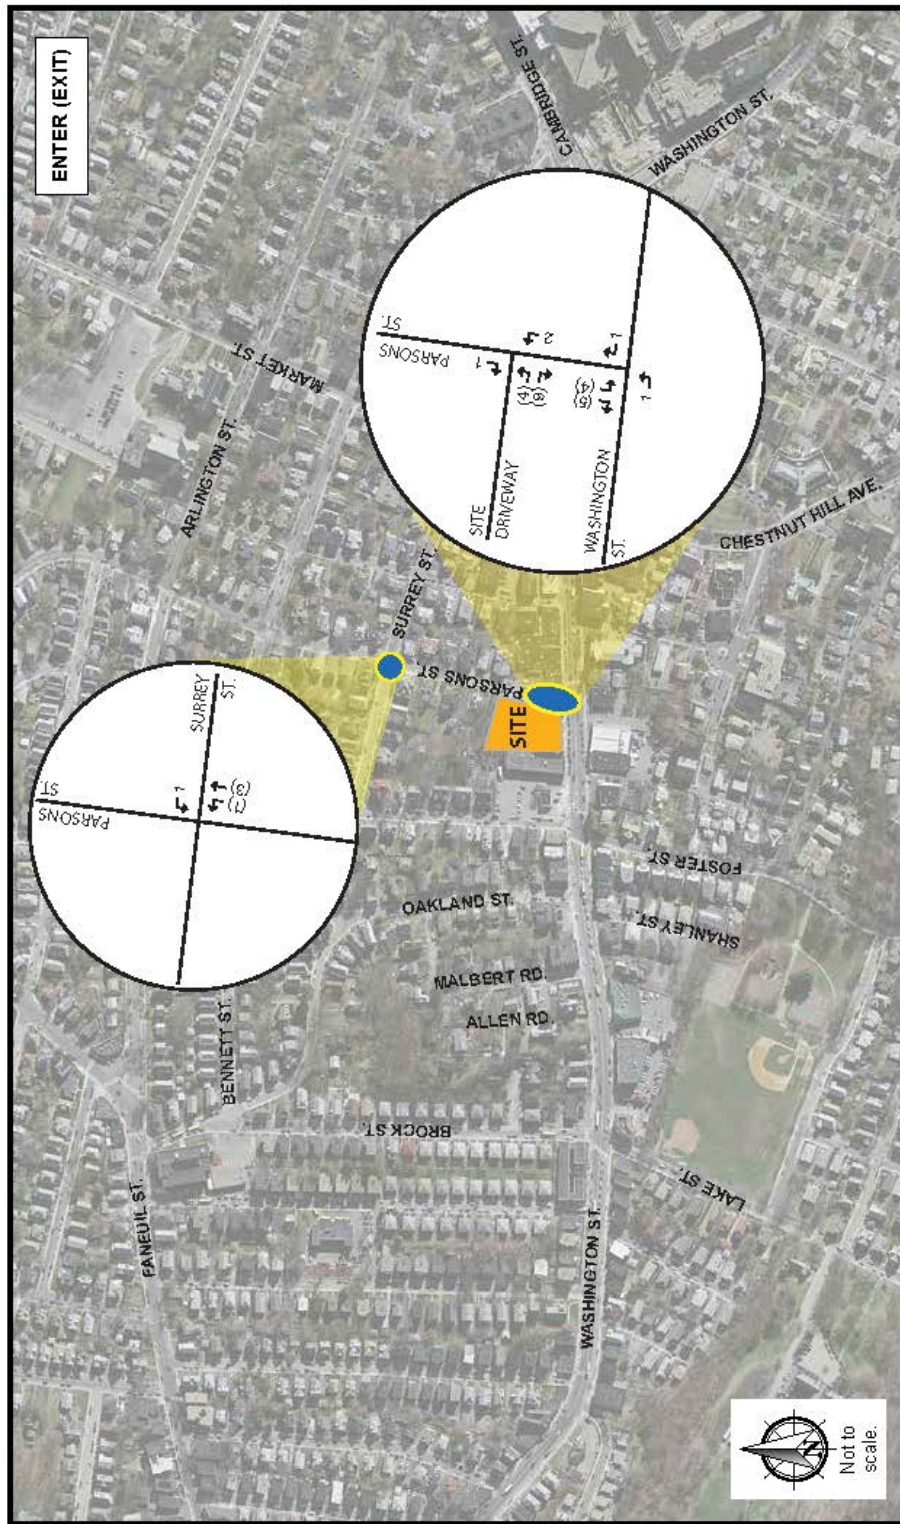 ENTER (EXIT)
CAMBRIDGE ST.
WASHINGTON ST.
MARKET ST.
ARLINGTON ST.
SURREY ST.
PARSONS ST.
SITE
CHESTNUT HILL AVE.
FOSTER ST.
SHANLEY ST.
OAKLAND ST.
MALBERT RD.
ALLEN RD.
BENNETT ST.
BROCK ST.
FANEUIL ST.
WASHINGTON ST.
LAKE ST.
PARSONS
ST.
SURREY
ST.
1
(1)
(3)
PARSONS
ST.
SITE
DRIVEWAY
WASHINGTON
ST.
1
2
(4)
(9)
1
(4)
(5)
1
N
Not to
scale.